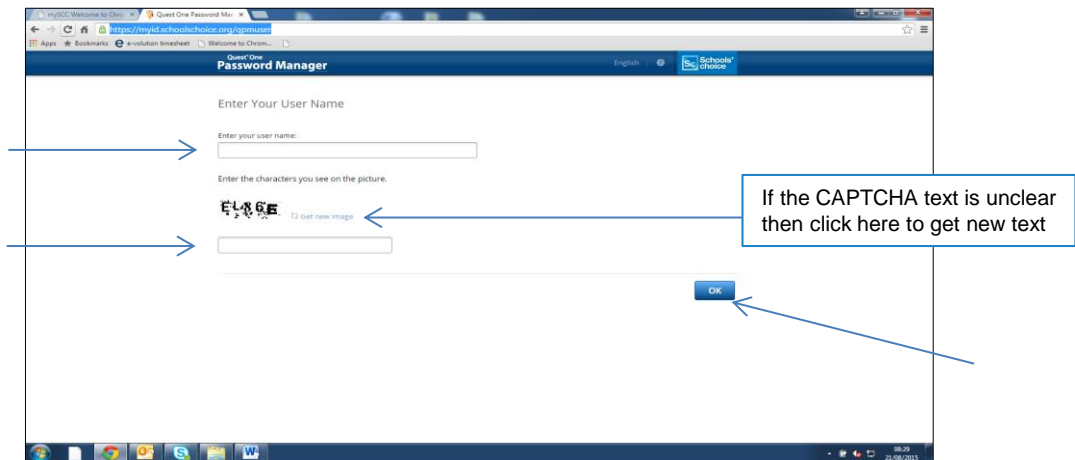 mySCC Welcome to Chro
Quest One Password Man
https://myid.schoolschoice.org/qpmuser
Apps Bookmarks e-volution timesheet Welcome to Chrom...
Quest One
Password Manager
English
Sc Schools' choice
Enter Your User Name
Enter your user name:
Enter the characters you see on the picture.
Get new image
If the CAPTCHA text is unclear
then click here to get new text
OK
08:29
21/08/2015